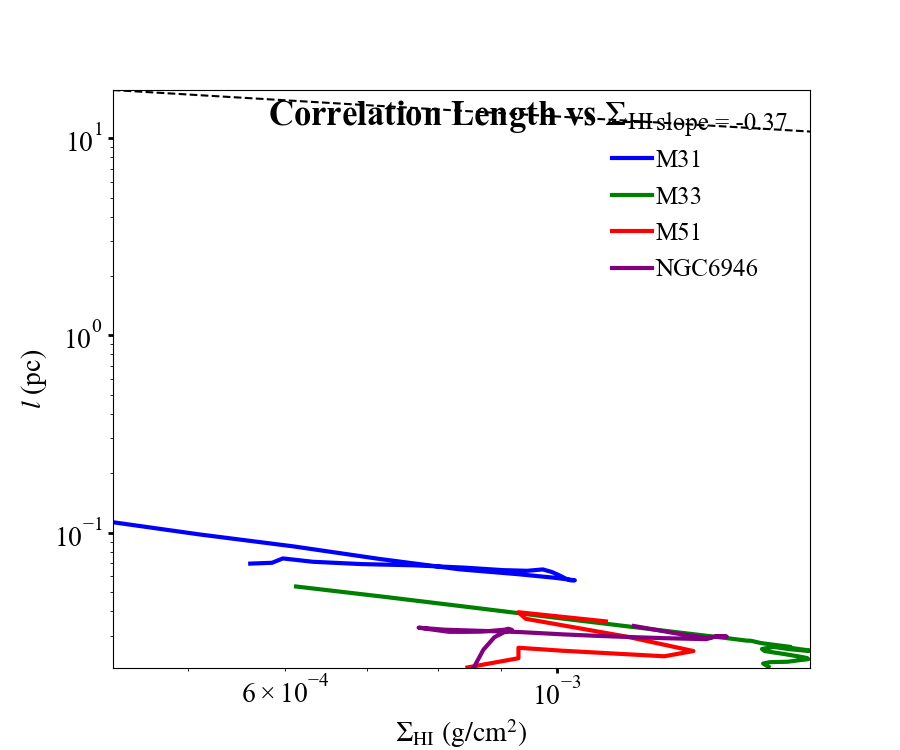 Correlation Length vs Σ_HI
slope = -0.37
M31
M33
M51
NGC6946
10^1
10^0
10^−1
l (pc)
6 × 10^−4
10^−3
Σ_HI (g/cm^2)